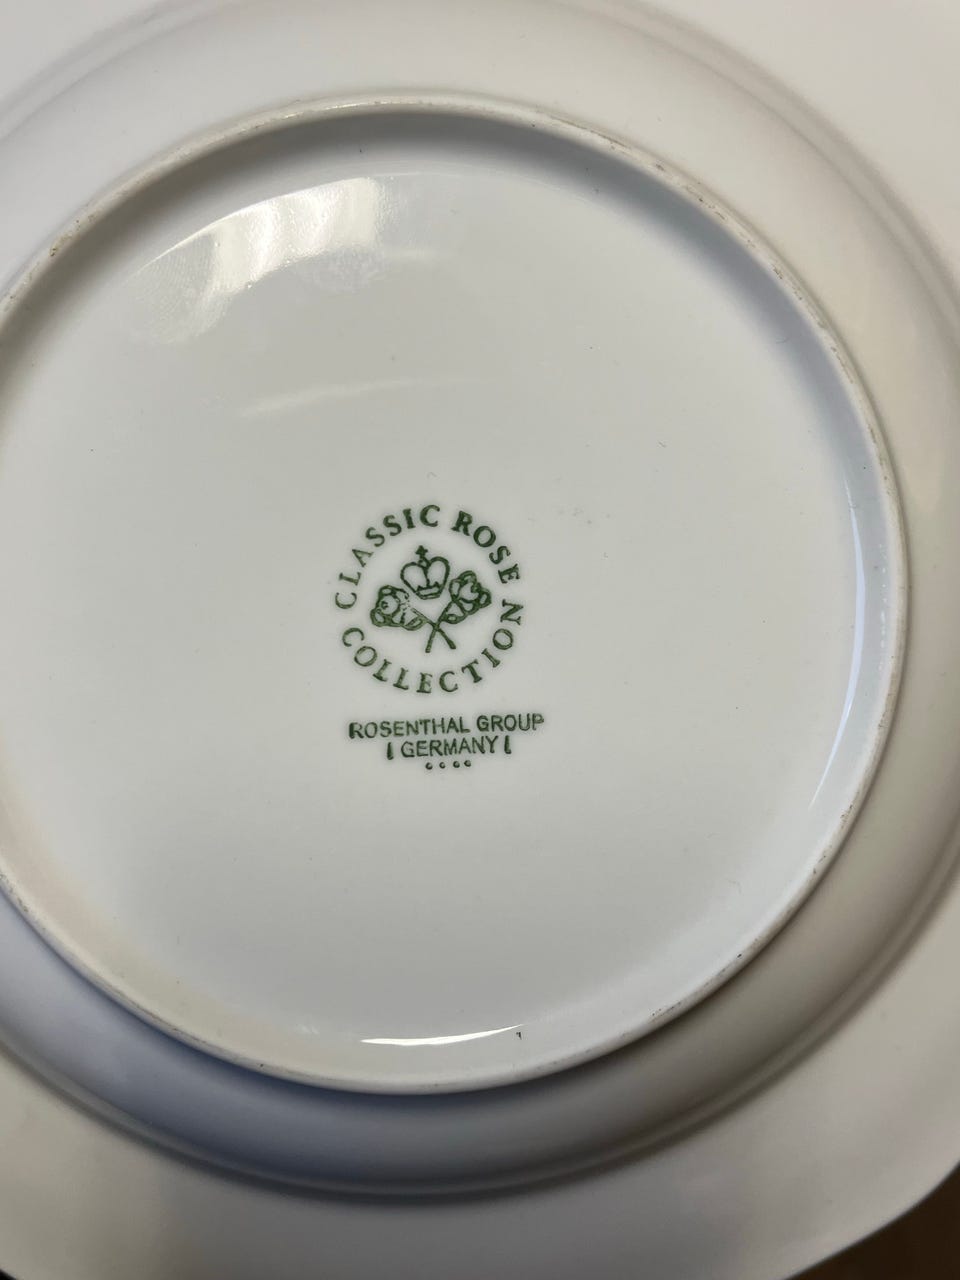 CLASSIC ROSE
COLLECTION
ROSENTHAL GROUP
GERMANY